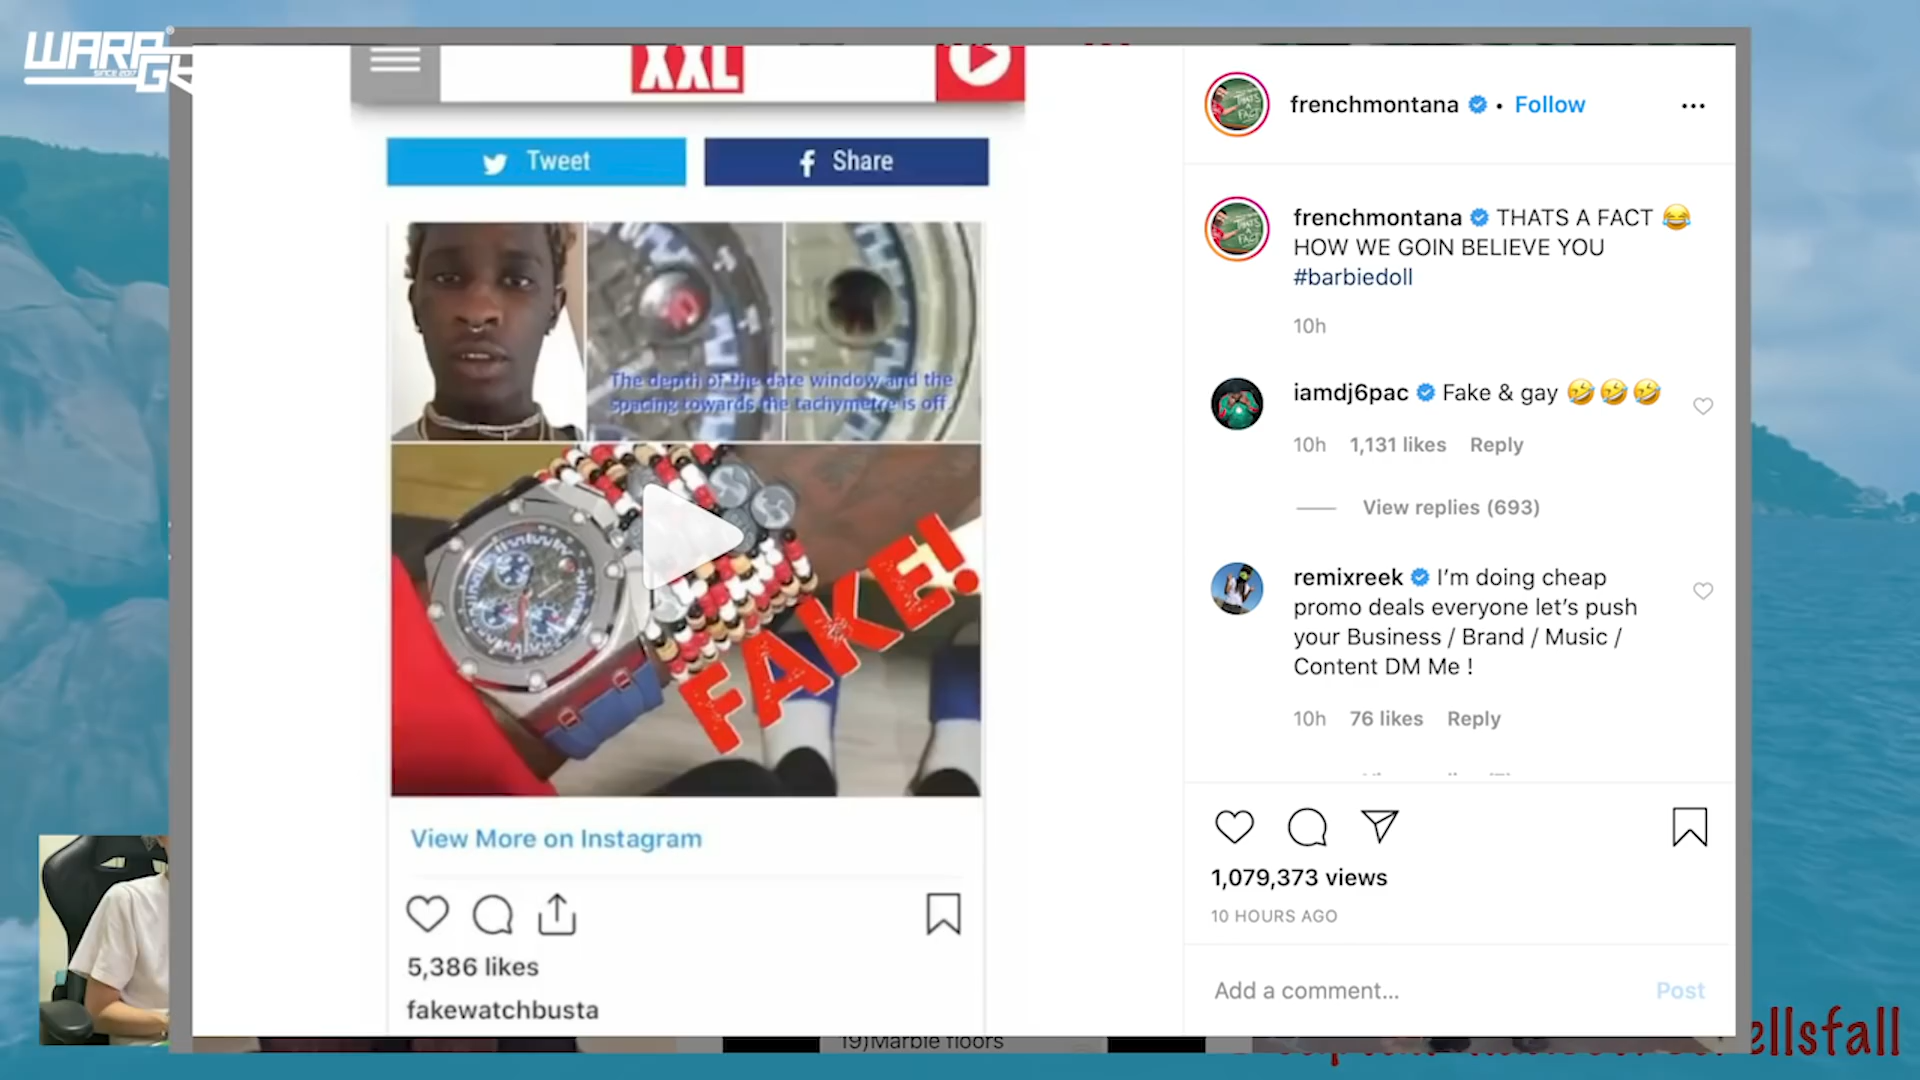 WARP
SINCE 2017
XXL
Tweet
Share
The depth of the date window and the
spacing towards the tachymetre is off
FAKE!
View More on Instagram
5,386 likes
fakewatchbusta
frenchmontana • Follow
frenchmontana THATS A FACT 😂
HOW WE GOIN BELIEVE YOU
#barbiedoll
10h
iamdj6pac Fake & gay 🤣🤣🤣
10h 1,131 likes Reply
View replies (693)
remixreek I'm doing cheap
promo deals everyone let's push
your Business / Brand / Music /
Content DM Me !
10h 76 likes Reply
1,079,373 views
10 HOURS AGO
Add a comment... Post
19)Marble floors
ellsfall